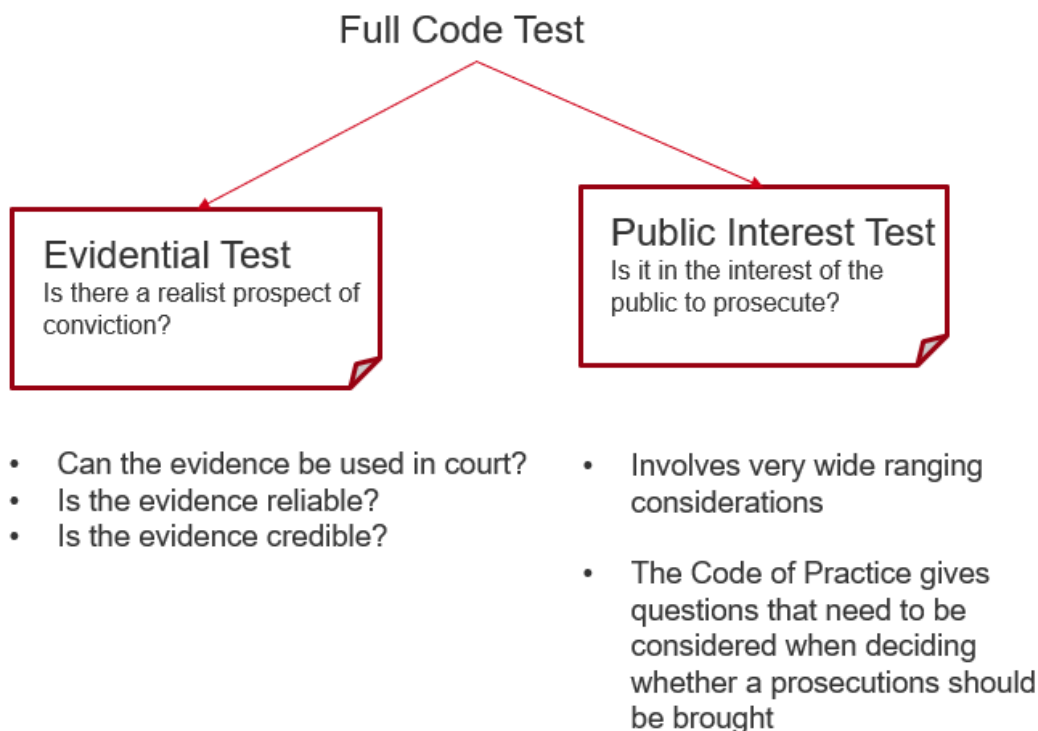 Full Code Test
Evidential Test
Is there a realist prospect of
conviction?
Public Interest Test
Is it in the interest of the
public to prosecute?
• Can the evidence be used in court?
• Is the evidence reliable?
• Is the evidence credible?
• Involves very wide ranging
considerations
• The Code of Practice gives
questions that need to be
considered when deciding
whether a prosecutions should
be brought